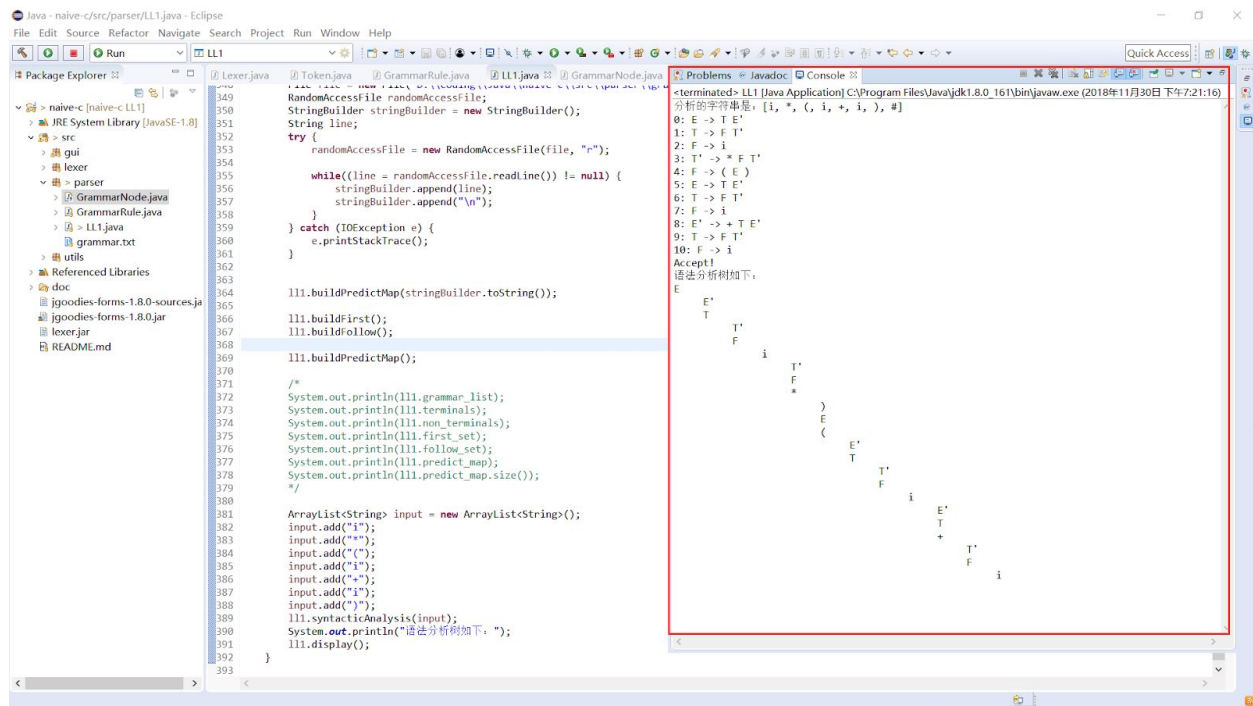 Java - naive-c/src/parser/LL1.java - Eclipse
File Edit Source Refactor Navigate Search Project Run Window Help
Run
LL1
Quick Access
Package Explorer
naive-c [naive-c LL1]
JRE System Library [JavaSE-1.8]
src
gui
lexer
parser
GrammarNode.java
GrammarRule.java
LL1.java
grammar.txt
utils
Referenced Libraries
doc
jgoodies-forms-1.8.0-sources.ja
jgoodies-forms-1.8.0.jar
lexer.jar
README.md
Lexer.java Token.java GrammarRule.java LL1.java GrammarNode.java
349 RandomAccessFile randomAccessFile;
350 StringBuilder stringBuilder = new StringBuilder();
351 String line;
352 try {
353 randomAccessFile = new RandomAccessFile(file, "r");
354
355 while((line = randomAccessFile.readLine()) != null) {
356 stringBuilder.append(line);
357 stringBuilder.append("\n");
358 }
359 } catch (IOException e) {
360 e.printStackTrace();
361 }
362
363
364 ll1.buildPredictMap(stringBuilder.toString());
365
366 ll1.buildFirst();
367 ll1.buildFollow();
368
369 ll1.buildPredictMap();
370
371 /*
372 System.out.println(ll1.grammar_list);
373 System.out.println(ll1.terminals);
374 System.out.println(ll1.non_terminals);
375 System.out.println(ll1.first_set);
376 System.out.println(ll1.follow_set);
377 System.out.println(ll1.predict_map);
378 System.out.println(ll1.predict_map.size());
379 */
380
381 ArrayList<String> input = new ArrayList<String>();
382 input.add("i");
383 input.add("*");
384 input.add("(");
385 input.add("i");
386 input.add("+");
387 input.add("i");
388 input.add(")");
389 ll1.syntacticAnalysis(input);
390 System.out.println("语法分析树如下：");
391 ll1.display();
392 }
393
Problems Javadoc Console
<terminated> LL1 [Java Application] C:\Program Files\Java\jdk1.8.0_161\bin\javaw.exe (2018年11月30日 下午7:21:16)
分析的字符串是：[i, *, (, i, +, i, ), #]
0: E -> T E'
1: T -> F T'
2: F -> i
3: T' -> * F T'
4: F -> ( E )
5: E -> T E'
6: T -> F T'
7: F -> i
8: E' -> + T E'
9: T -> F T'
10: F -> i
Accept!
语法分析树如下：
E
E'
T
T'
F
i
T'
F
*
)
E
(
E'
T
T'
F
i
E'
T
+
T'
F
i